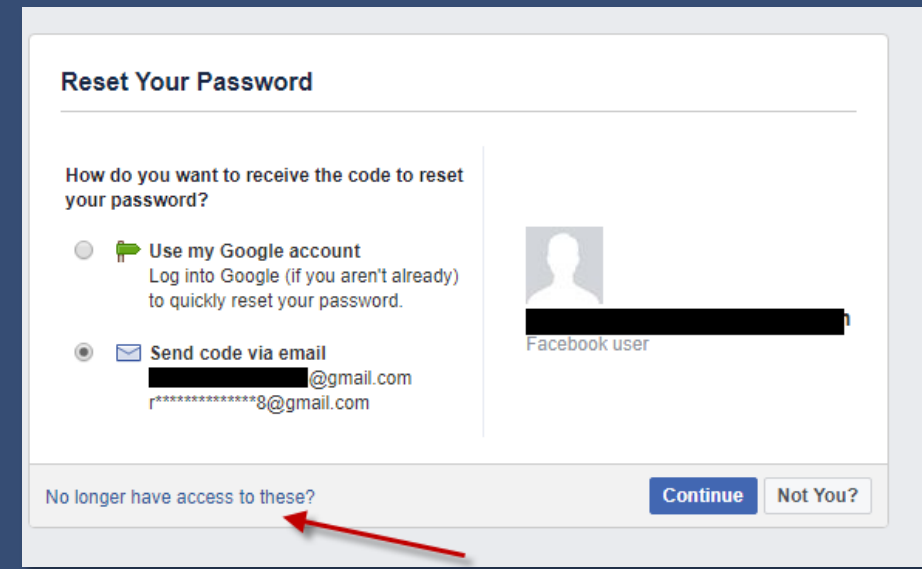 Reset Your Password
How do you want to receive the code to reset
your password?
Use my Google account
Log into Google (if you aren't already)
to quickly reset your password.
Send code via email
@gmail.com
r**************8@gmail.com
Facebook user
No longer have access to these?
Continue
Not You?